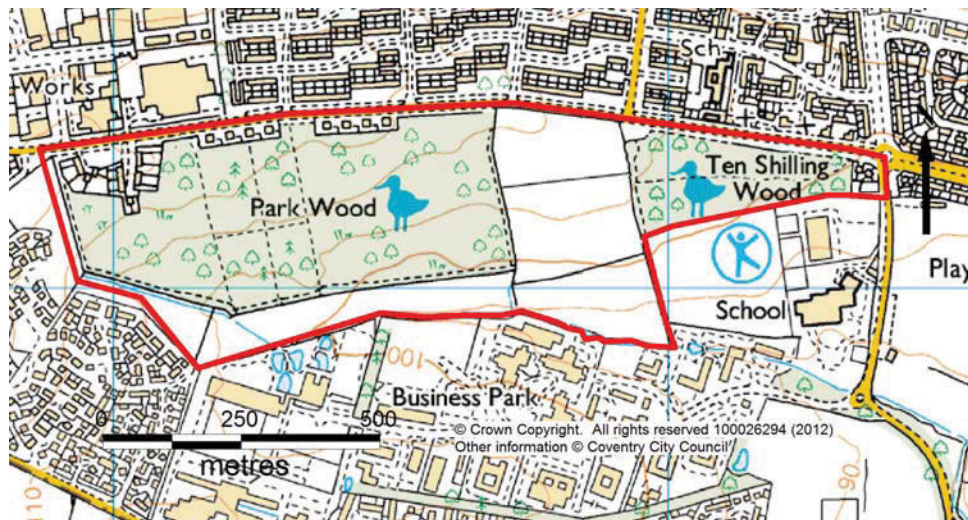 Works
Sch
Ten Shilling
Wood
Park Wood
School
Play
100
Business Park
0 250 500
metres
© Crown Copyright. All rights reserved 100026294 (2012)
Other information © Coventry City Council
110
90